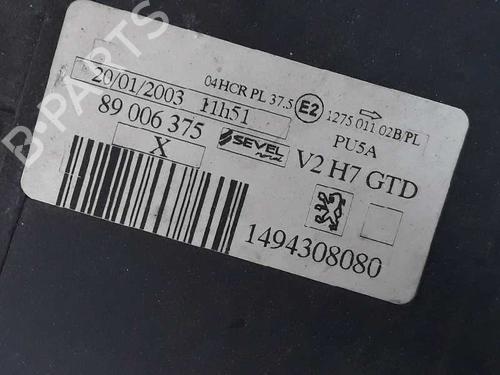 04HCR PL 37.5 E2 1275 011 02B/PL
20/01/2003 11h51
PU5A
89 006 375 SEVEL V2 H7 GTD
X
1494308080